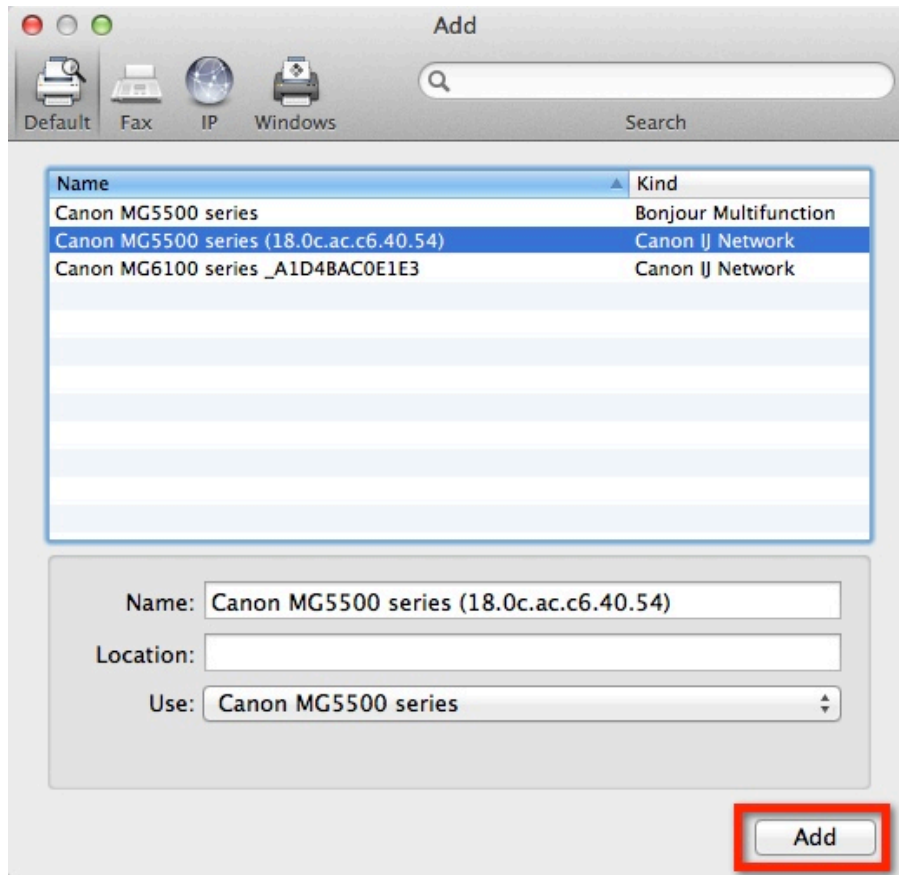 Add
Default Fax IP Windows Search
Name Kind
Canon MG5500 series Bonjour Multifunction
Canon MG5500 series (18.0c.ac.c6.40.54) Canon IJ Network
Canon MG6100 series _A1D4BAC0E1E3 Canon IJ Network
Name: Canon MG5500 series (18.0c.ac.c6.40.54)
Location:
Use: Canon MG5500 series
Add